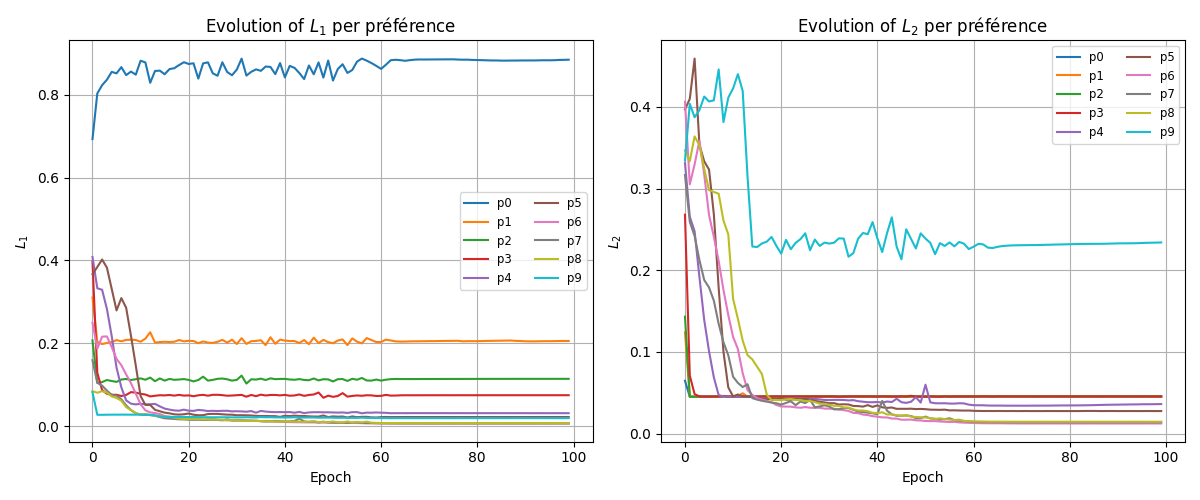 Evolution of L₁ per préférence
L₁
0.8
0.6
0.4
0.2
0.0
0 20 40 60 80 100
Epoch
p0 p5
p1 p6
p2 p7
p3 p8
p4 p9
Evolution of L₂ per préférence
L₂
0.4
0.3
0.2
0.1
0.0
0 20 40 60 80 100
Epoch
p0 p5
p1 p6
p2 p7
p3 p8
p4 p9